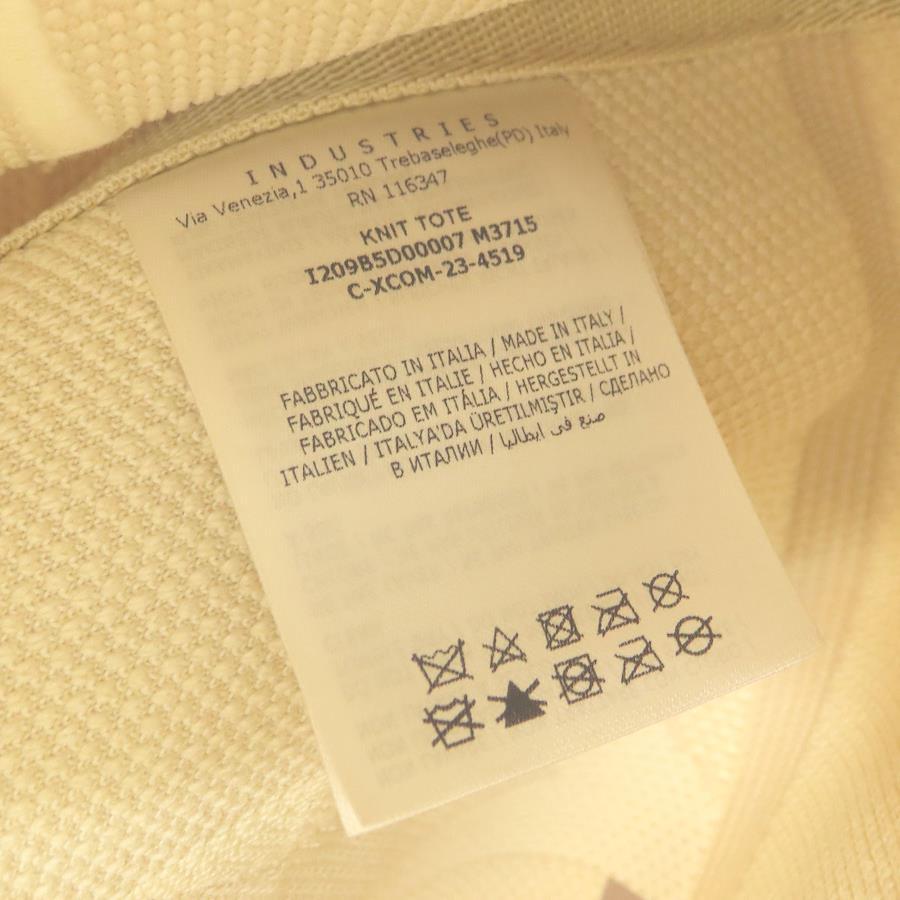 INDUSTRIES
Via Venezia,1 35010 Trebaseleghe(PD) Italy
RN 116347
KNIT TOTE
I209B5D00007 M3715
C-XCOM-23-4519
FABBRICATO IN ITALIA / MADE IN ITALY /
FABRIQUÉ EN ITALIE / HECHO EN ITALIA /
FABRICADO EM ITÁLIA / HERGESTELLT IN
ITALIEN / ITALYA'DA ÜRETILMIŞTIR / СДЕЛАНО
В ИТАЛИИ / صنع في ايطاليا